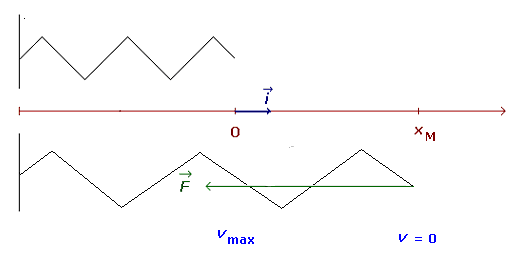 i
0 x_M
F
v_max v = 0